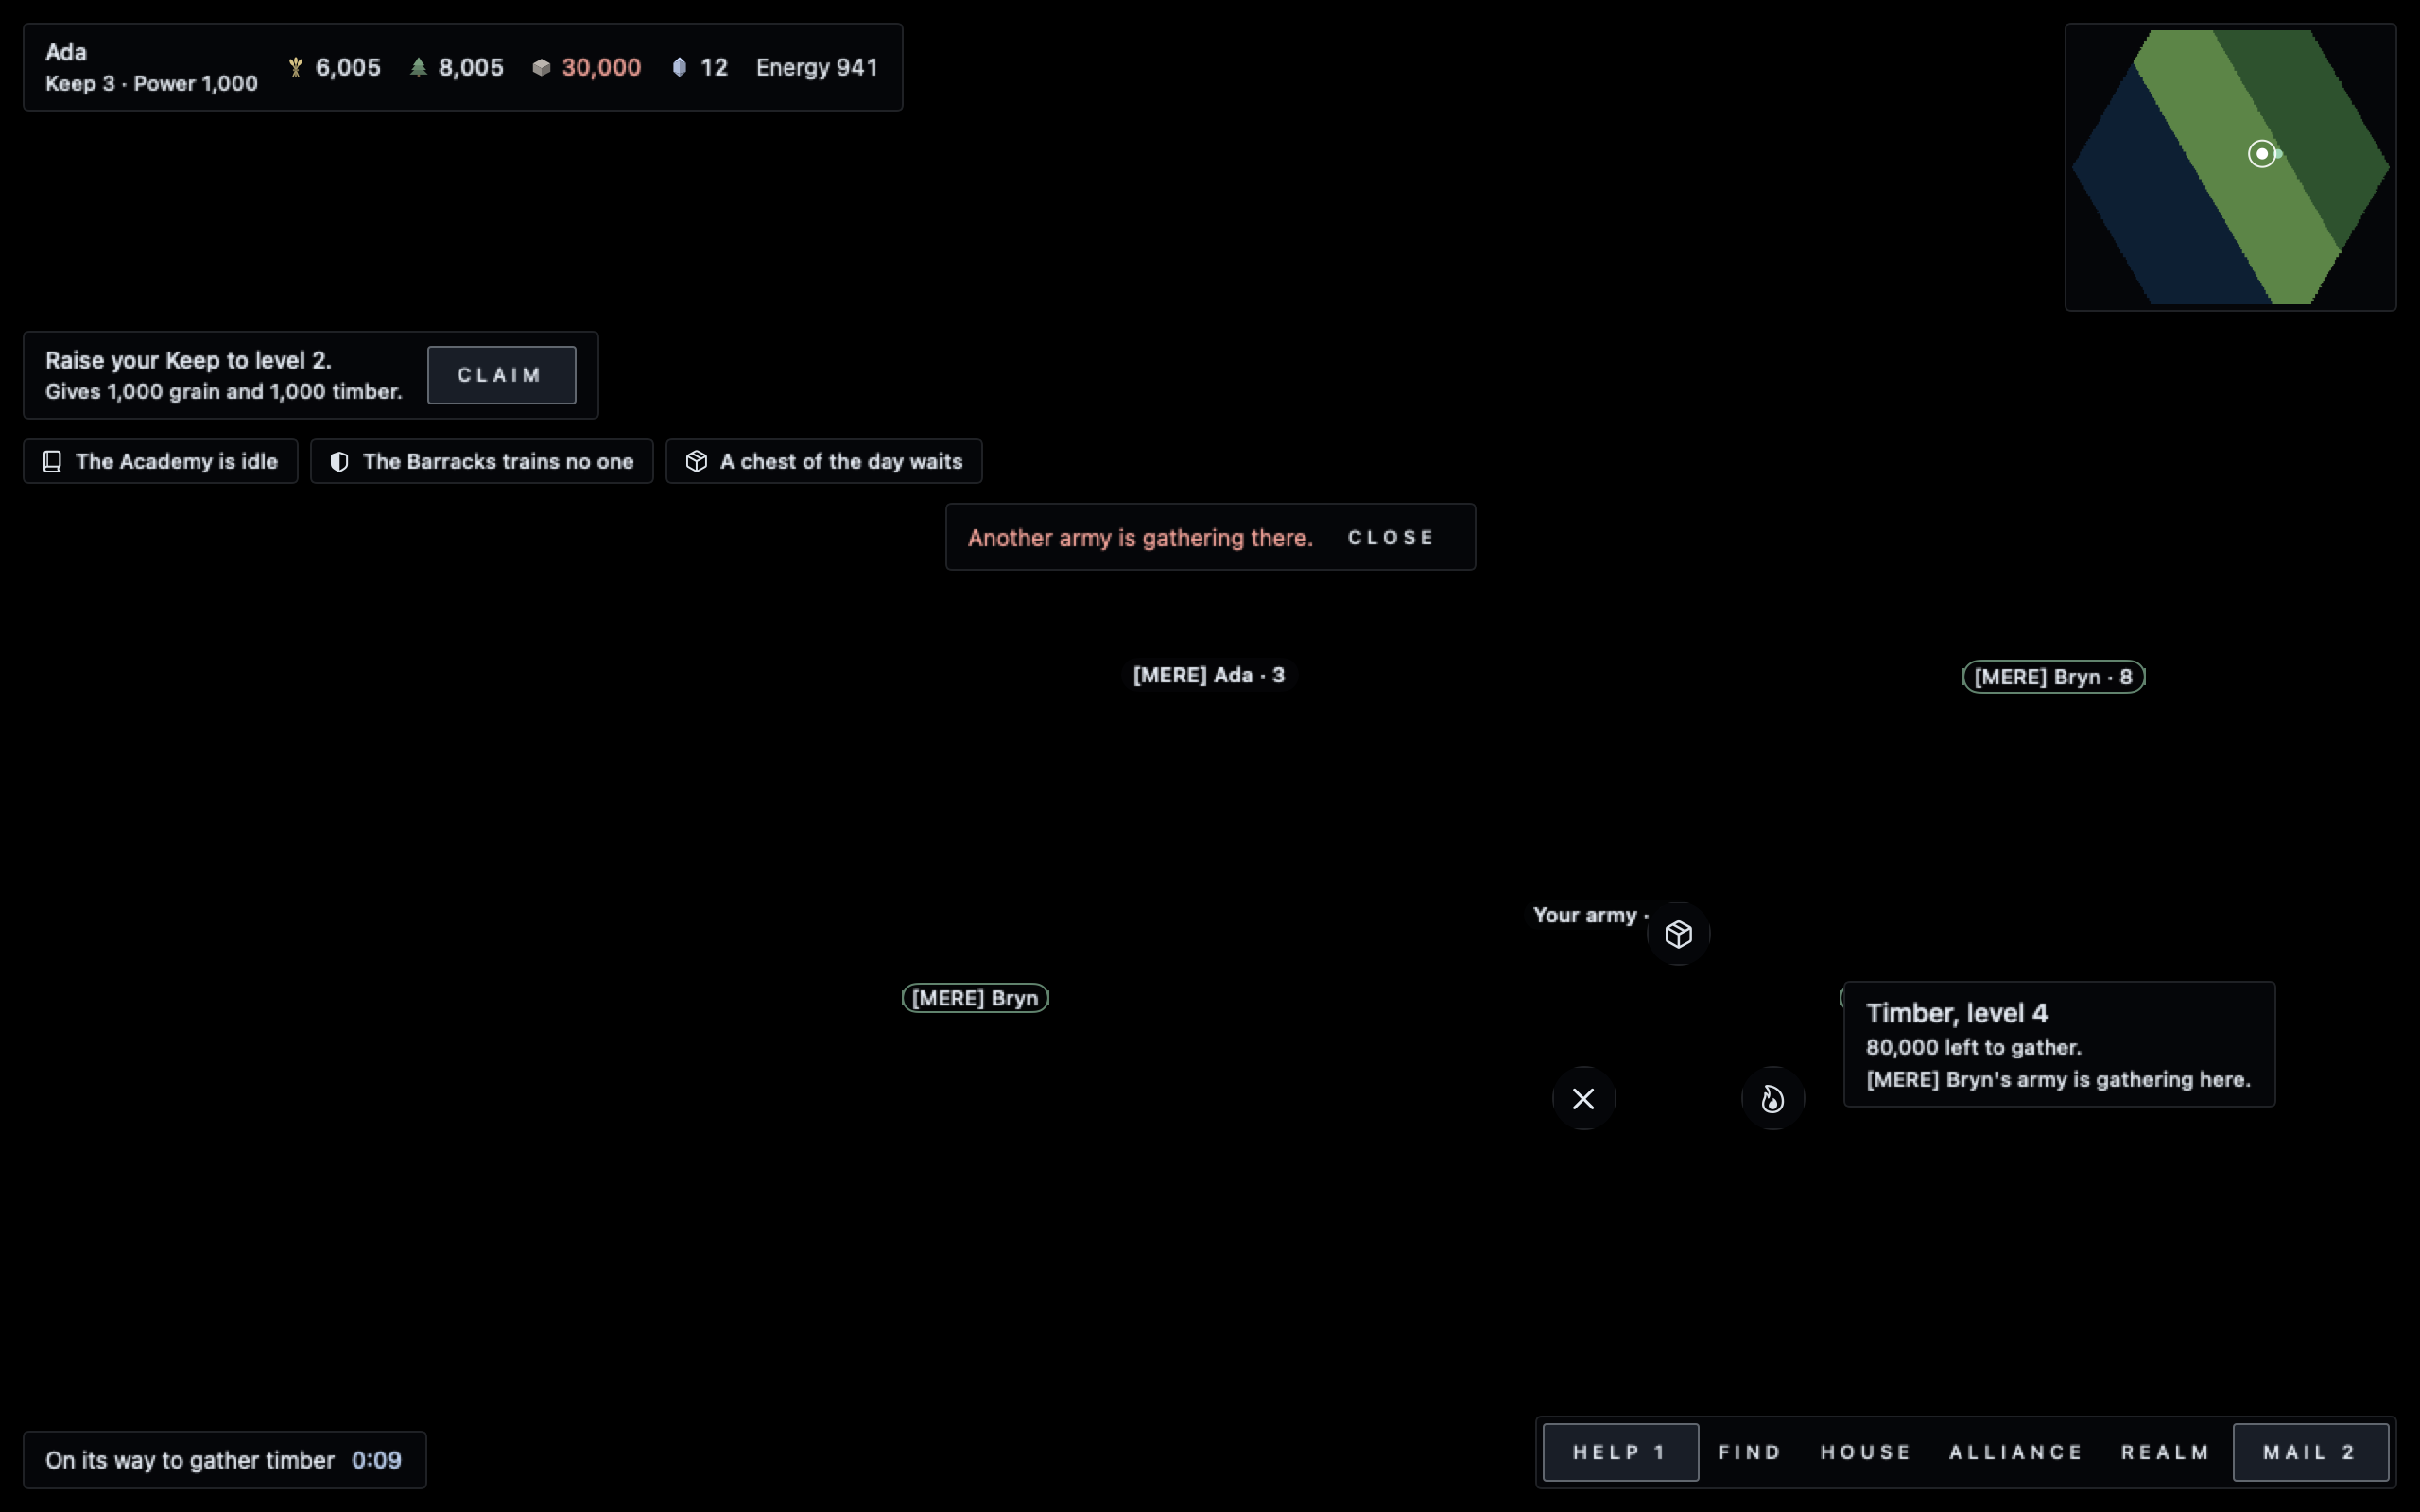 Ada
Keep 3 · Power 1,000
6,005
8,005
30,000
12
Energy 941
Raise your Keep to level 2.
Gives 1,000 grain and 1,000 timber.
CLAIM
The Academy is idle
The Barracks trains no one
A chest of the day waits
Another army is gathering there.
CLOSE
[MERE] Ada · 3
[MERE] Bryn · 8
Your army ·
[MERE] Bryn
Timber, level 4
80,000 left to gather.
[MERE] Bryn's army is gathering here.
On its way to gather timber 0:09
HELP 1
FIND
HOUSE
ALLIANCE
REALM
MAIL 2